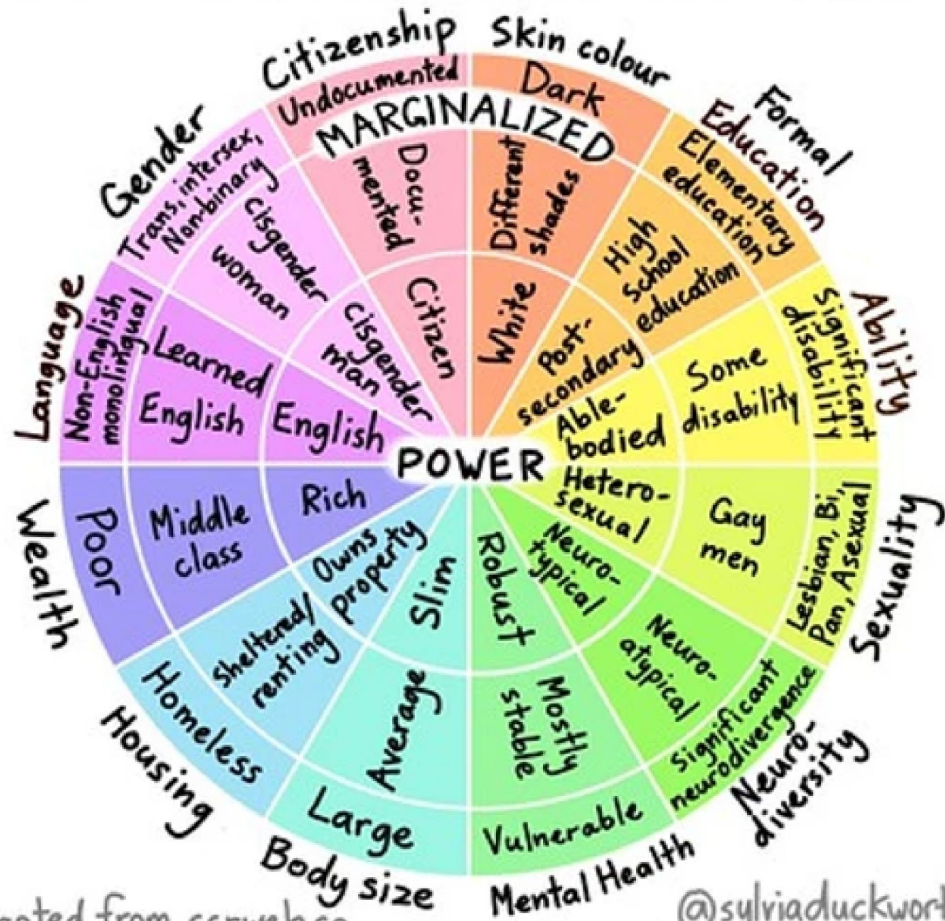 Citizenship
Undocumented
Docu-
mented
Citizen
Skin colour
Dark
Different
shades
White
Formal
Education
Elementary
education
High
school
education
Post-
secondary
Ability
Significant
disability
Some
disability
Able-
bodied
Sexuality
Lesbian, Bi,
Pan, Asexual
Gay
men
Hetero-
sexual
Neuro-
diversity
Significant
neurodivergence
Neuro-
atypical
Neuro-
typical
Mental Health
Vulnerable
Mostly
stable
Robust
Body size
Large
Average
Slim
Housing
Homeless
Sheltered/
renting
Owns
property
Wealth
Poor
Middle
class
Rich
Language
Non-English
monolingual
Learned
English
English
Gender
Trans, intersex,
Non-binary
cisgender
woman
cisgender
man
MARGINALIZED
POWER
from
@sylviaduckwort